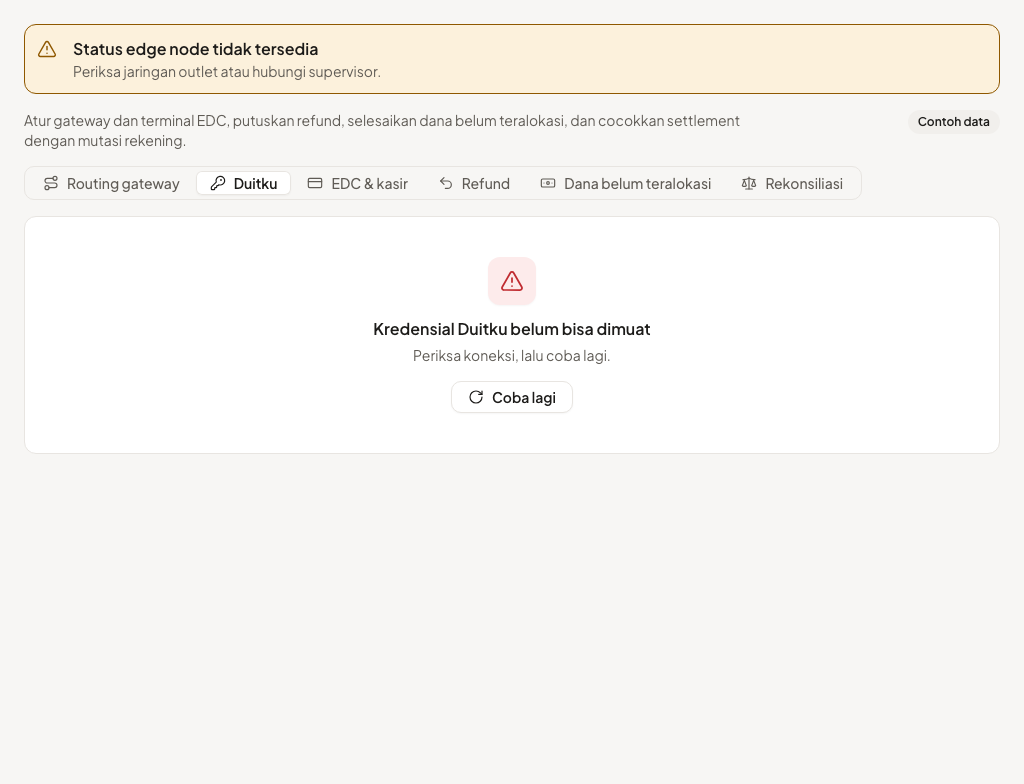 Status edge node tidak tersedia
Periksa jaringan outlet atau hubungi supervisor.
Atur gateway dan terminal EDC, putuskan refund, selesaikan dana belum teralokasi, dan cocokkan settlement
dengan mutasi rekening.
Contoh data
Routing gateway
Duitku
EDC & kasir
Refund
Dana belum teralokasi
Rekonsiliasi
Kredensial Duitku belum bisa dimuat
Periksa koneksi, lalu coba lagi.
Coba lagi